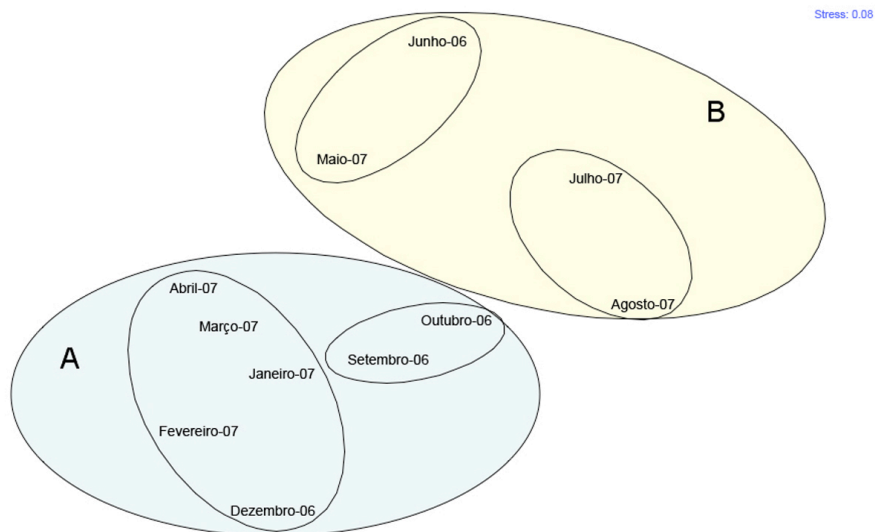 Stress: 0.08
Junho-06
B
Maio-07
Julho-07
Abril-07
Agosto-07
Março-07
Outubro-06
A
Setembro-06
Janeiro-07
Fevereiro-07
Dezembro-06